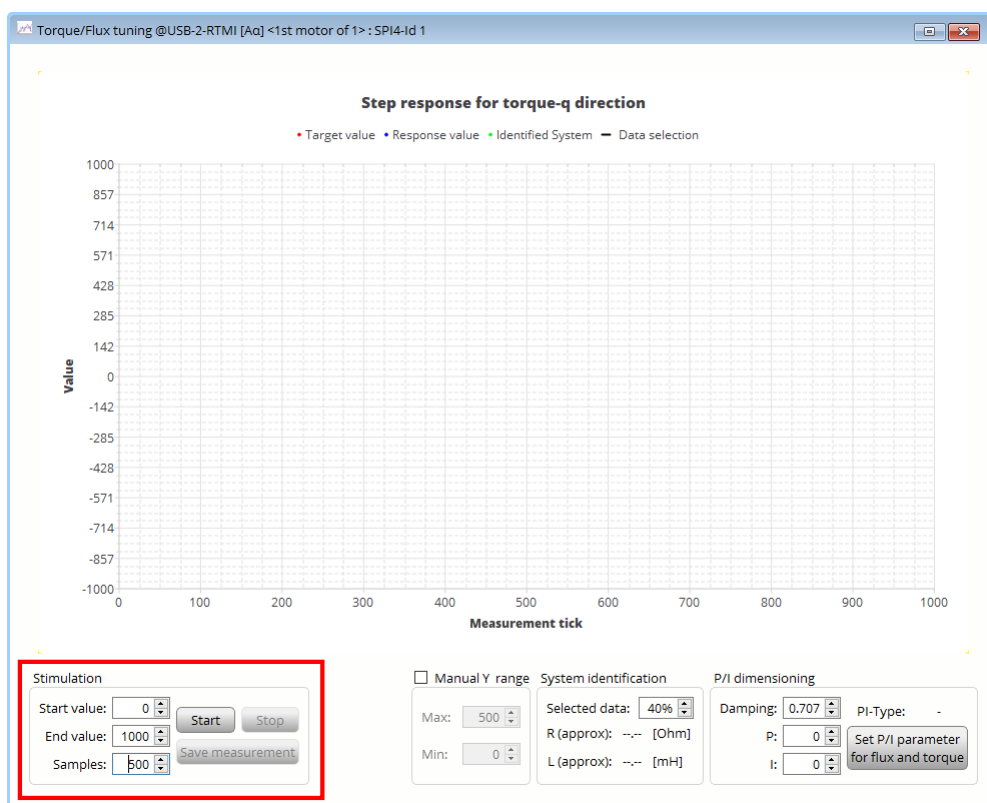 Torque/Flux tuning @USB-2-RTMI [Aα] <1st motor of 1> : SPI4-Id 1
Step response for torque-q direction
• Target value • Response value • Identified System — Data selection
1000
857
714
571
428
285
142
0
-142
-285
-428
-571
-714
-857
-1000
Value
0 100 200 300 400 500 600 700 800 900 1000
Measurement tick
Stimulation
Start value: 0
End value: 1000
Samples: 500
Start Stop
Save measurement
Manual Y range
Max: 500
Min: 0
System identification
Selected data: 40%
R (approx): --.-- [Ohm]
L (approx): --.-- [mH]
P/I dimensioning
Damping: 0.707
P: 0
I: 0
PI-Type: -
Set P/I parameter
for flux and torque